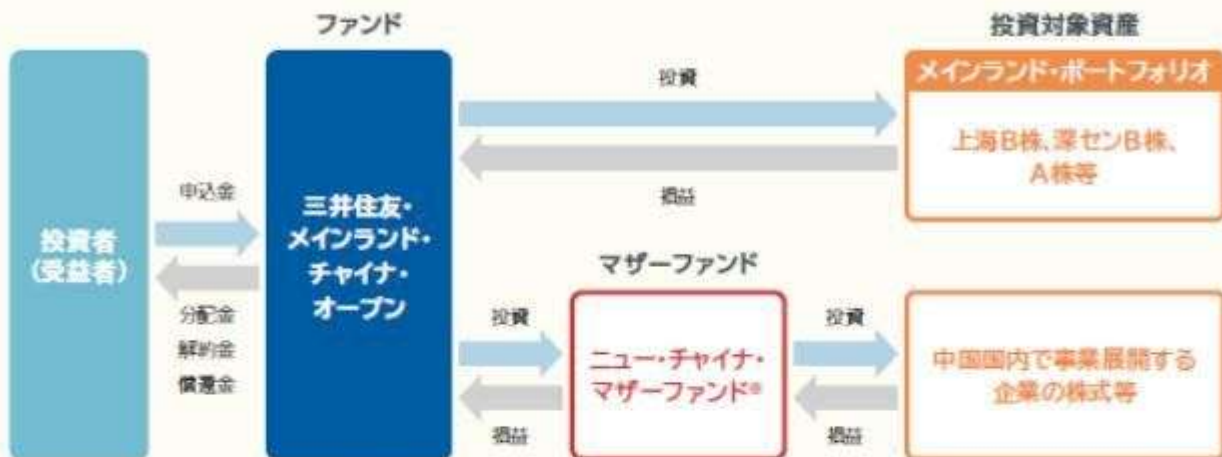 ファンド
投資対象資産
投資者
(受益者)
申込金
分配金
解約金
償還金
三井住友・
メインランド・
チャイナ・
オープン
投資
損益
メインランド・ポートフォリオ
上海B株、深センB株、
A株等
マザーファンド
投資
損益
ニュー・チャイナ・
マザーファンド※
投資
損益
中国国内で事業展開する
企業の株式等